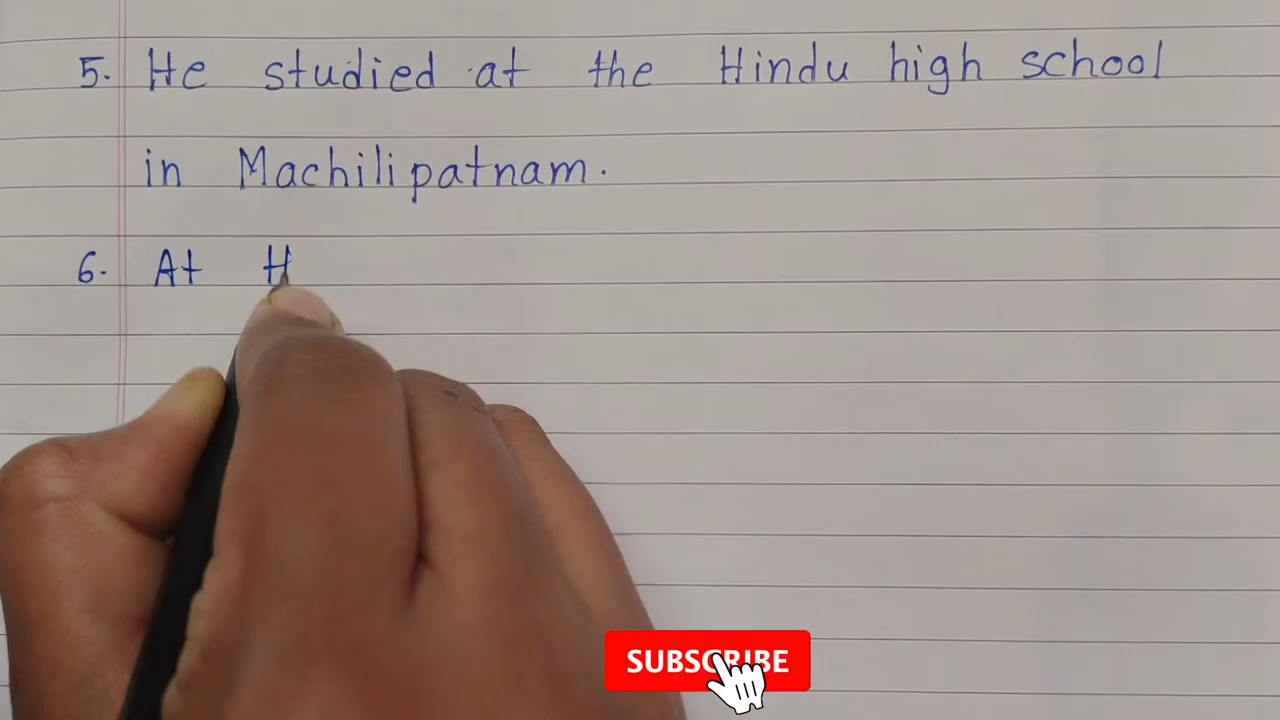 5. He studied at the Hindu high school
in Machilipatnam.
6. At H
SUBSCRIBE